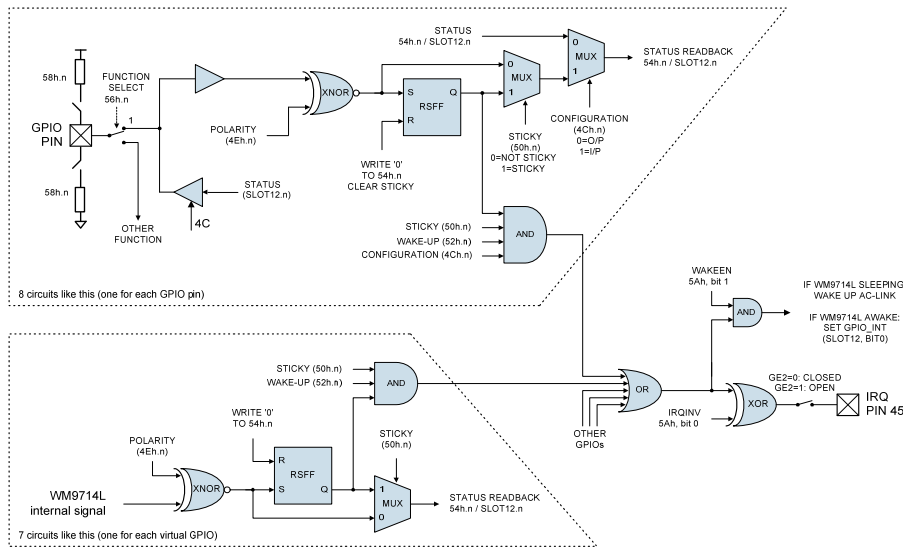 STATUS
54h.n / SLOT12.n
0
MUX
1
STATUS READBACK
54h.n / SLOT12.n
58h.n
FUNCTION
SELECT
56h.n
1
GPIO
PIN
58h.n
OTHER
FUNCTION
4C
STATUS
(SLOT12.n)
XNOR
POLARITY
(4Eh.n)
S
Q
RSFF
R
WRITE '0'
TO 54h.n
CLEAR STICKY
0
MUX
1
STICKY
(50h.n)
0=NOT STICKY
1=STICKY
CONFIGURATION
(4Ch.n)
0=O/P
1=I/P
STICKY (50h.n)
WAKE-UP (52h.n)
CONFIGURATION (4Ch.n)
AND
8 circuits like this (one for each GPIO pin)
WAKEEN
5Ah, bit 1
AND
IF WM9714L SLEEPING:
WAKE UP AC-LINK
IF WM9714L AWAKE:
SET GPIO_INT
(SLOT12, BIT0)
STICKY (50h.n)
WAKE-UP (52h.n)
AND
OR
OTHER
GPIOs
IRQINV
5Ah, bit 0
XOR
GE2=0: CLOSED
GE2=1: OPEN
IRQ
PIN 45
WRITE '0'
TO 54h.n
POLARITY
(4Eh.n)
XNOR
WM9714L
internal signal
R
RSFF
S
Q
STICKY
(50h.n)
1
MUX
0
STATUS READBACK
54h.n / SLOT12.n
7 circuits like this (one for each virtual GPIO)